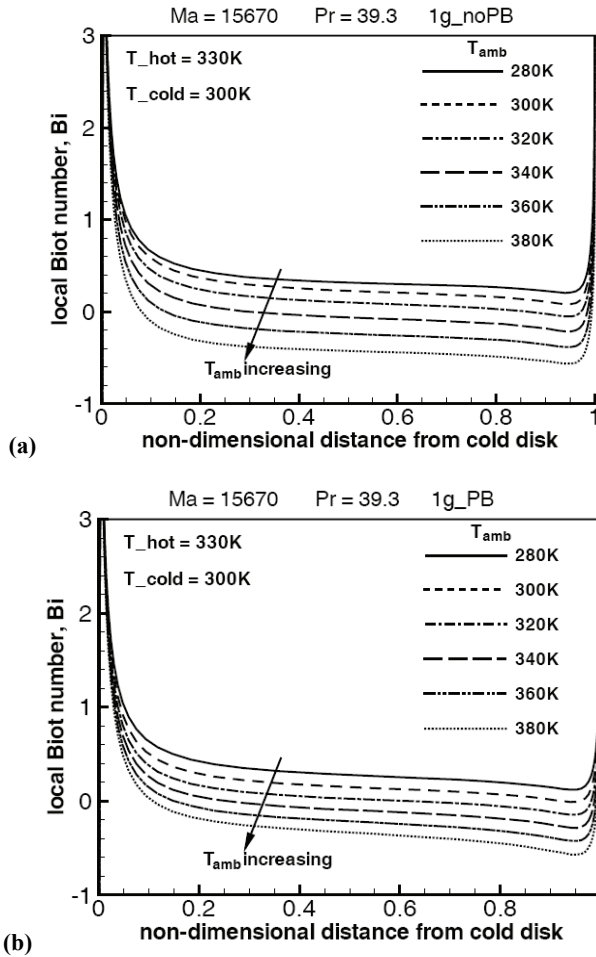 Ma = 15670 Pr = 39.3 1g_noPB
T_hot = 330K
T_cold = 300K
Tamb
280K
300K
320K
340K
360K
380K
Tamb increasing
local Biot number, Bi
3
2
1
0
-1
0
0.2
0.4
0.6
0.8
1
non-dimensional distance from cold disk
(a)
Ma = 15670 Pr = 39.3 1g_PB
T_hot = 330K
T_cold = 300K
Tamb
280K
300K
320K
340K
360K
380K
Tamb increasing
local Biot number, Bi
3
2
1
0
-1
0
0.2
0.4
0.6
0.8
non-dimensional distance from cold disk
(b)